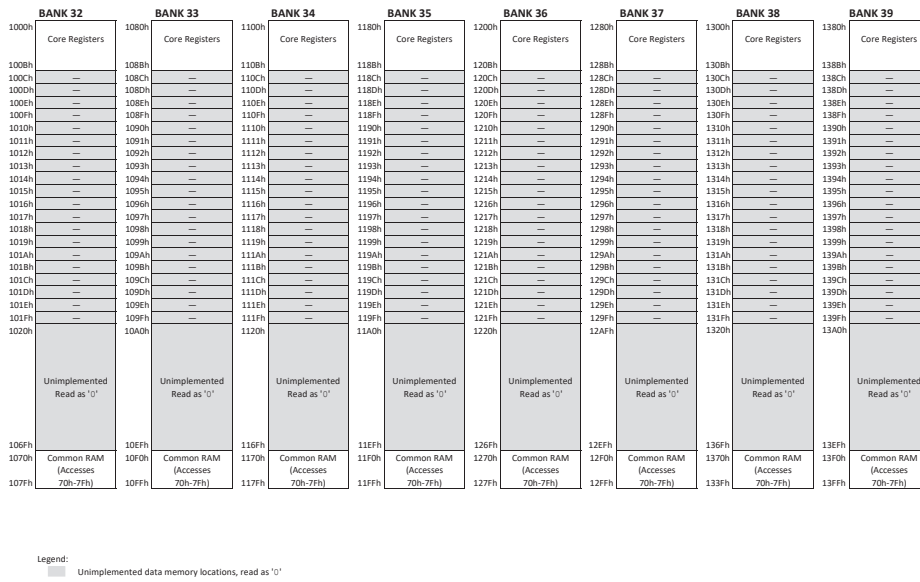 BANK 32 BANK 33 BANK 34 BANK 35 BANK 36 BANK 37 BANK 38 BANK 39
1000h 1080h 1100h 1180h 1200h 1280h 1300h 1380h
Core Registers Core Registers Core Registers Core Registers Core Registers Core Registers Core Registers Core Registers
100Bh 108Bh 110Bh 118Bh 120Bh 128Bh 130Bh 138Bh
100Ch — 108Ch — 110Ch — 118Ch — 120Ch — 128Ch — 130Ch — 138Ch —
100Dh — 108Dh — 110Dh — 118Dh — 120Dh — 128Dh — 130Dh — 138Dh —
100Eh — 108Eh — 110Eh — 118Eh — 120Eh — 128Eh — 130Eh — 138Eh —
100Fh — 108Fh — 110Fh — 118Fh — 120Fh — 128Fh — 130Fh — 138Fh —
1010h — 1090h — 1110h — 1190h — 1210h — 1290h — 1310h — 1390h —
1011h — 1091h — 1111h — 1191h — 1211h — 1291h — 1311h — 1391h —
1012h — 1092h — 1112h — 1192h — 1212h — 1292h — 1312h — 1392h —
1013h — 1093h — 1113h — 1193h — 1213h — 1293h — 1313h — 1393h —
1014h — 1094h — 1114h — 1194h — 1214h — 1294h — 1314h — 1394h —
1015h — 1095h — 1115h — 1195h — 1215h — 1295h — 1315h — 1395h —
1016h — 1096h — 1116h — 1196h — 1216h — 1296h — 1316h — 1396h —
1017h — 1097h — 1117h — 1197h — 1217h — 1297h — 1317h — 1397h —
1018h — 1098h — 1118h — 1198h — 1218h — 1298h — 1318h — 1398h —
1019h — 1099h — 1119h — 1199h — 1219h — 1299h — 1319h — 1399h —
101Ah — 109Ah — 111Ah — 119Ah — 121Ah — 129Ah — 131Ah — 139Ah —
101Bh — 109Bh — 111Bh — 119Bh — 121Bh — 129Bh — 131Bh — 139Bh —
101Ch — 109Ch — 111Ch — 119Ch — 121Ch — 129Ch — 131Ch — 139Ch —
101Dh — 109Dh — 111Dh — 119Dh — 121Dh — 129Dh — 131Dh — 139Dh —
101Eh — 109Eh — 111Eh — 119Eh — 121Eh — 129Eh — 131Eh — 139Eh —
101Fh — 109Fh — 111Fh — 119Fh — 121Fh — 129Fh — 131Fh — 139Fh —
1020h 10A0h 1120h 11A0h 1220h 12AFh 1320h 13A0h
Unimplemented Unimplemented Unimplemented Unimplemented Unimplemented Unimplemented Unimplemented Unimplemented
Read as '0' Read as '0' Read as '0' Read as '0' Read as '0' Read as '0' Read as '0' Read as '0'
106Fh 10EFh 116Fh 11EFh 126Fh 12EFh 136Fh 13EFh
1070h Common RAM 10F0h Common RAM 1170h Common RAM 11F0h Common RAM 1270h Common RAM 12F0h Common RAM 1370h Common RAM 13F0h Common RAM
(Accesses (Accesses (Accesses (Accesses (Accesses (Accesses (Accesses (Accesses
107Fh 70h-7Fh) 10FFh 70h-7Fh) 117Fh 70h-7Fh) 11FFh 70h-7Fh) 127Fh 70h-7Fh) 12FFh 70h-7Fh) 133Fh 70h-7Fh) 13FFh 70h-7Fh)
Legend:
Unimplemented data memory locations, read as '0'